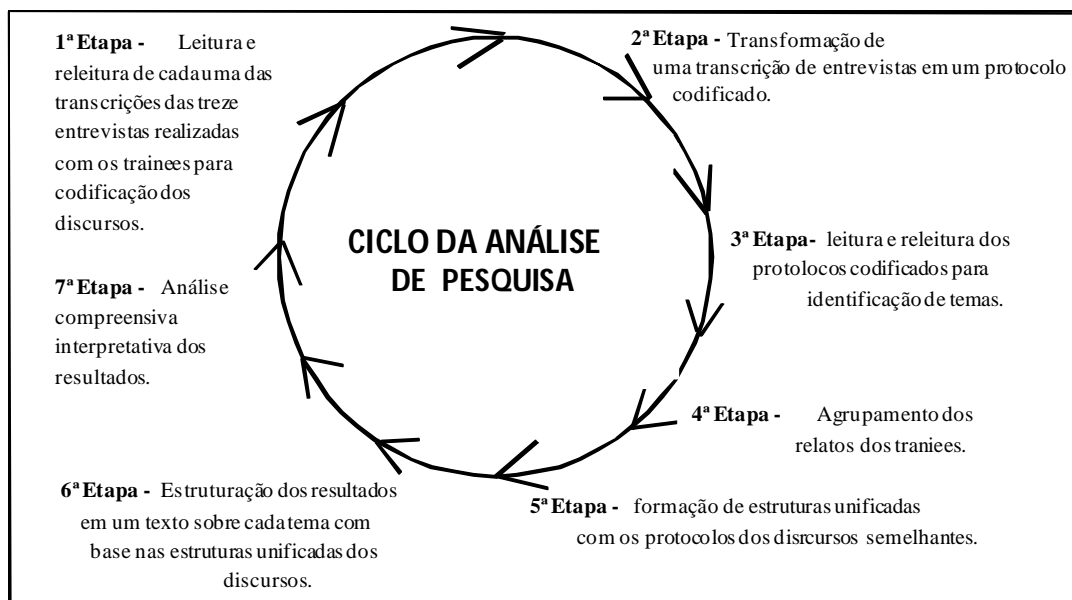 1ª Etapa - Leitura e
releitura de cada uma das
transcrições das treze
entrevistas realizadas
com os trainees para
codificação dos
discursos.
2ª Etapa - Transformação de
uma transcrição de entrevistas em um protocolo
codificado.
CICLO DA ANÁLISE
DE PESQUISA
3ª Etapa- leitura e releitura dos
protolocos codificados para
identificação de temas.
4ª Etapa - Agrupamento dos
relatos dos traniees.
5ª Etapa - formação de estruturas unificadas
com os protocolos dos disrcursos semelhantes.
6ª Etapa - Estruturação dos resultados
em um texto sobre cada tema com
base nas estruturas unificadas dos
discursos.
7ª Etapa - Análise
compreensiva
interpretativa dos
resultados.